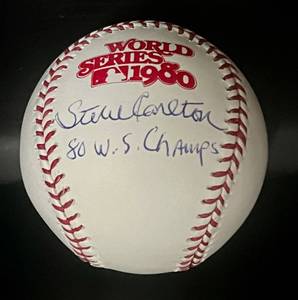 WORLD
SERIES
1980
Steve Carlton
80 W.S. Champs